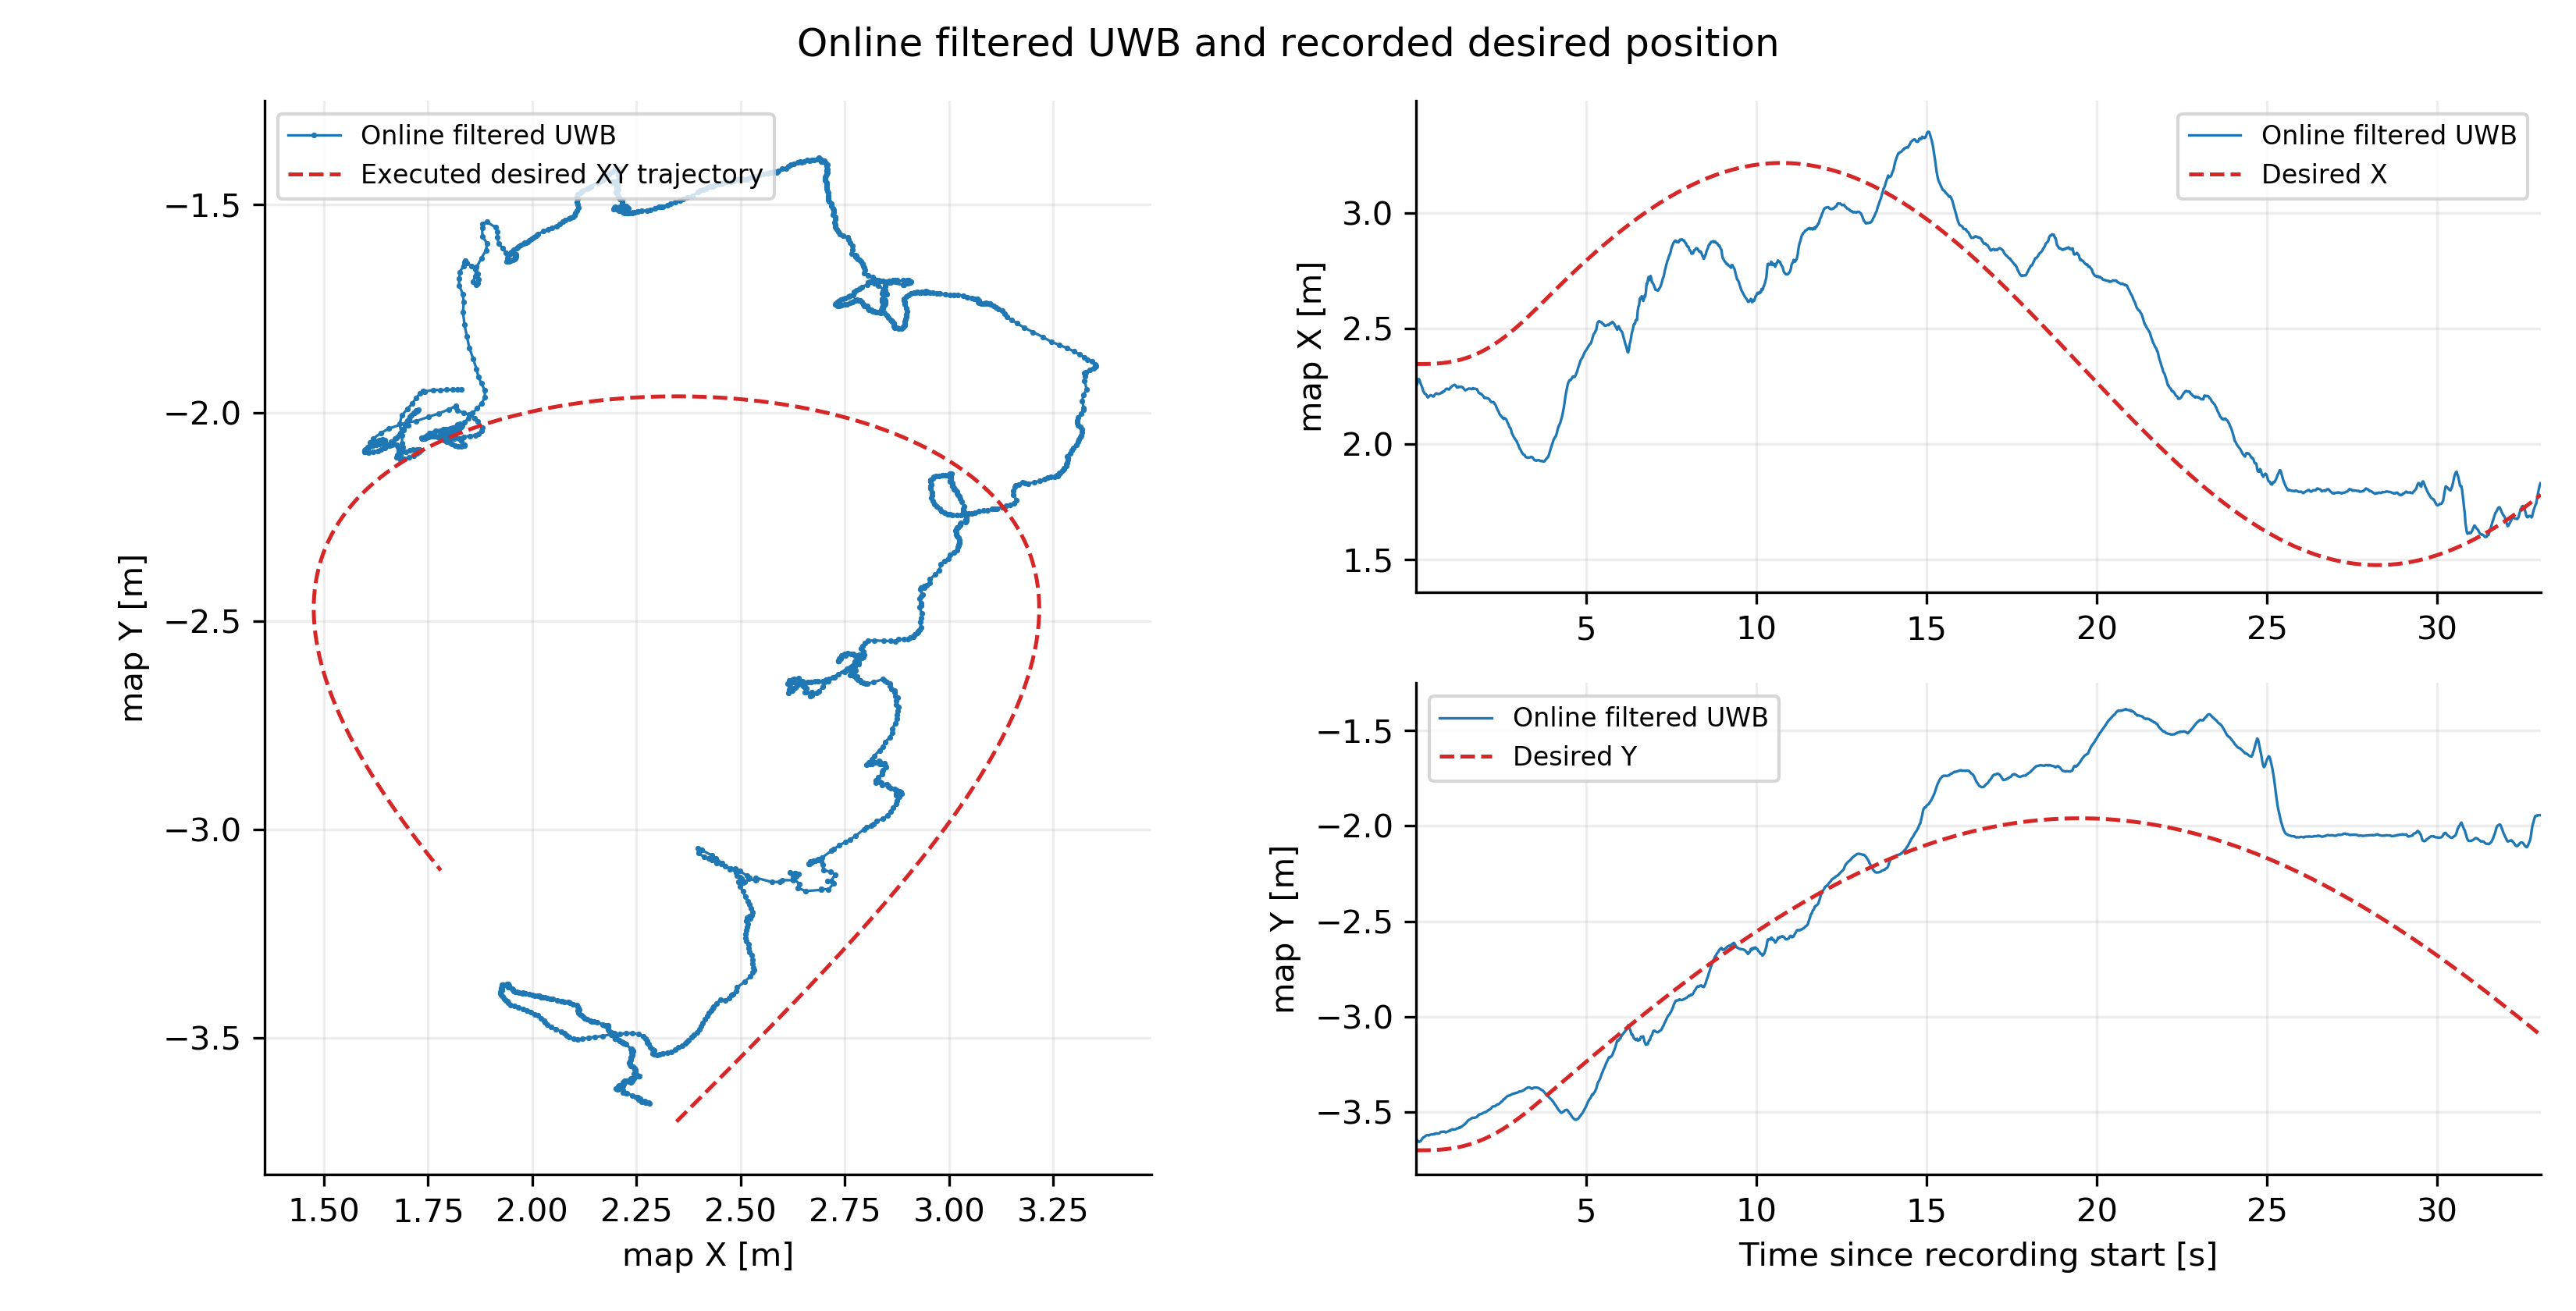 Online filtered UWB and recorded desired position
Online filtered UWB
Executed desired XY trajectory
−1.5
−2.0
−2.5
−3.0
−3.5
map Y [m]
1.50 1.75 2.00 2.25 2.50 2.75 3.00 3.25
map X [m]
Online filtered UWB
Desired X
3.0
2.5
2.0
1.5
map X [m]
5 10 15 20 25 30
Online filtered UWB
Desired Y
−1.5
−2.0
−2.5
−3.0
−3.5
map Y [m]
5 10 15 20 25 30
Time since recording start [s]